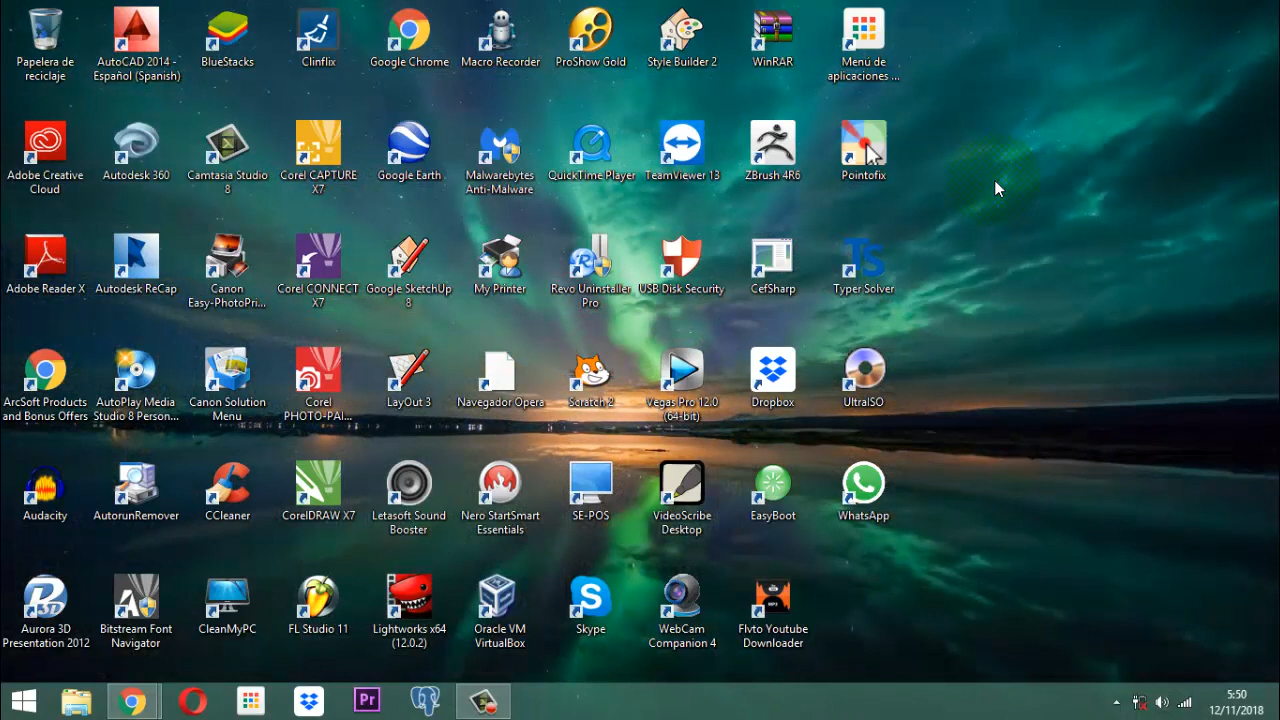 Papelera de
reciclaje
AutoCAD 2014 -
Español (Spanish)
BlueStacks
Clinflix
Google Chrome
Macro Recorder
ProShow Gold
Style Builder 2
WinRAR
Menú de
aplicaciones ...
Adobe Creative
Cloud
Autodesk 360
Camtasia Studio
8
Corel CAPTURE
X7
Google Earth
Malwarebytes
Anti-Malware
QuickTime Player
TeamViewer 13
ZBrush 4R6
Pointofix
Adobe Reader X
Autodesk ReCap
Canon
Easy-PhotoPri...
Corel CONNECT
X7
Google SketchUp
8
My Printer
Revo Uninstaller
Pro
USB Disk Security
CefSharp
TS
Typer Solver
ArcSoft Products
and Bonus Offers
AutoPlay Media
Studio 8 Person...
Canon Solution
Menu
Corel
PHOTO-PAI...
LayOut 3
Navegador Opera
Scratch 2
Vegas Pro 12.0
(64-bit)
Dropbox
UltraISO
Audacity
AutorunRemover
CCleaner
CorelDRAW X7
Letasoft Sound
Booster
Nero StartSmart
Essentials
SE-POS
VideoScribe
Desktop
EasyBoot
WhatsApp
Aurora 3D
Presentation 2012
Bitstream Font
Navigator
CleanMyPC
FL Studio 11
Lightworks x64
(12.0.2)
Oracle VM
VirtualBox
Skype
WebCam
Companion 4
Flvto Youtube
Downloader
Pr
5:50
12/11/2018